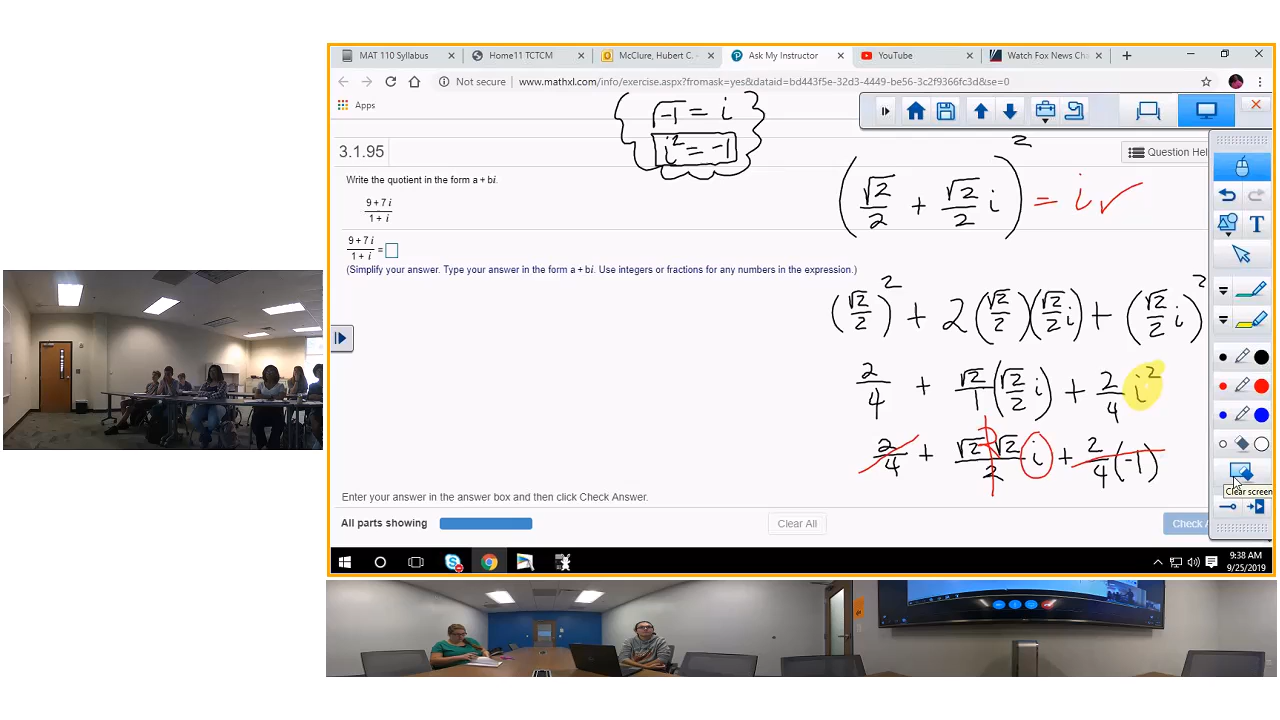 MAT 110 Syllabus
Home11 TCTCM
McClure, Hubert C. -
Ask My Instructor
YouTube
Watch Fox News Cha
Not secure | www.mathxl.com/info/exercise.aspx?fromask=yes&dataid=bd443f5e-32d3-4449-be56-3c2f9366fc3d&se=0
Apps
√-1 = i
i² = -1
3.1.95
Question Hel
Write the quotient in the form a + bi.
9 + 7 i
1 + i
9 + 7 i
1 + i =
(Simplify your answer. Type your answer in the form a + bi. Use integers or fractions for any numbers in the expression.)
(√2/2 + √2/2 i)² = i ✓
(√2/2)² + 2(√2/2)(√2/2 i) + (√2/2 i)²
2/4 + √2/1 (√2/2 i) + 2/4 i²
2/4 + √2 √2/2 i + 2/4 (-1)
T
Clear screen
Enter your answer in the answer box and then click Check Answer.
All parts showing
Clear All
Check A
9:38 AM
9/25/2019